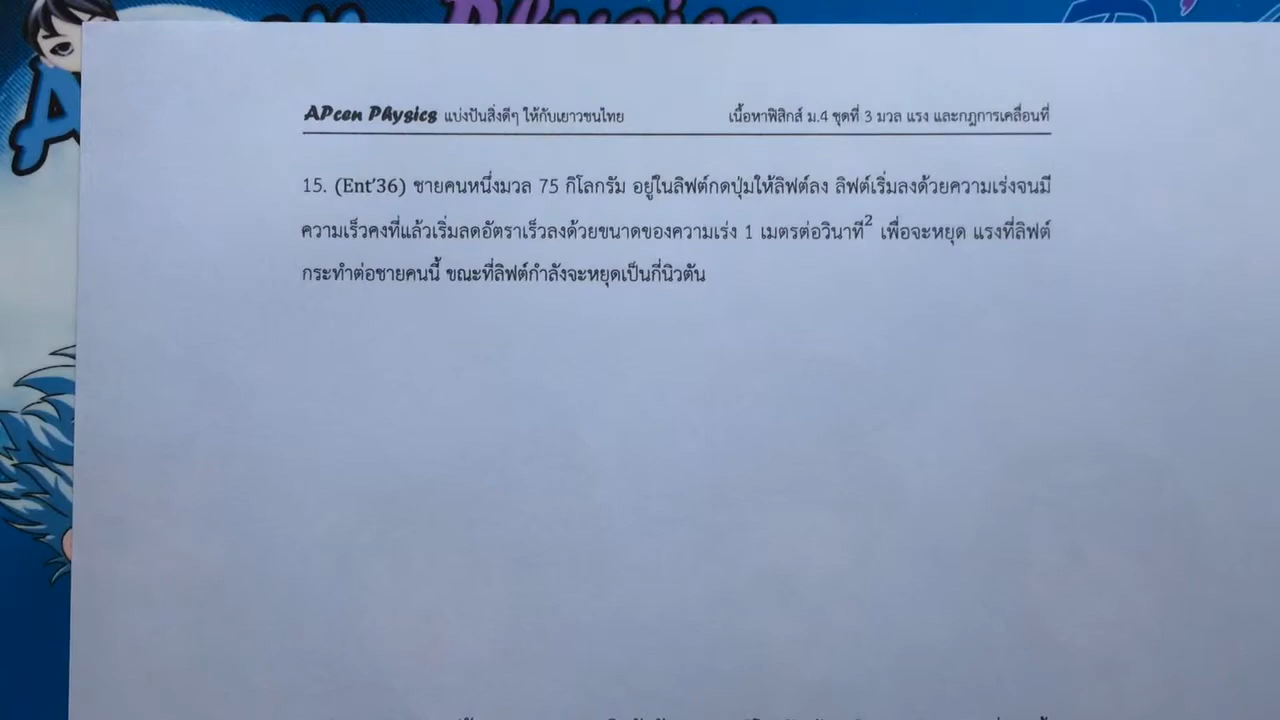 Physics
APcen Physics แบ่งปันสิ่งดีๆ ให้กับเยาวชนไทย เนื้อหาฟิสิกส์ ม.4 ชุดที่ 3 มวล แรง และกฎการเคลื่อนที่
15. (Ent'36) ชายคนหนึ่งมวล 75 กิโลกรัม อยู่ในลิฟต์กดปุ่มให้ลิฟต์ลง ลิฟต์เริ่มลงด้วยความเร่งจนมี
ความเร็วคงที่แล้วเริ่มลดอัตราเร็วลงด้วยขนาดของความเร่ง 1 เมตรต่อวินาที² เพื่อจะหยุด แรงที่ลิฟต์
กระทำต่อชายคนนี้ ขณะที่ลิฟต์กำลังจะหยุดเป็นกี่นิวตัน